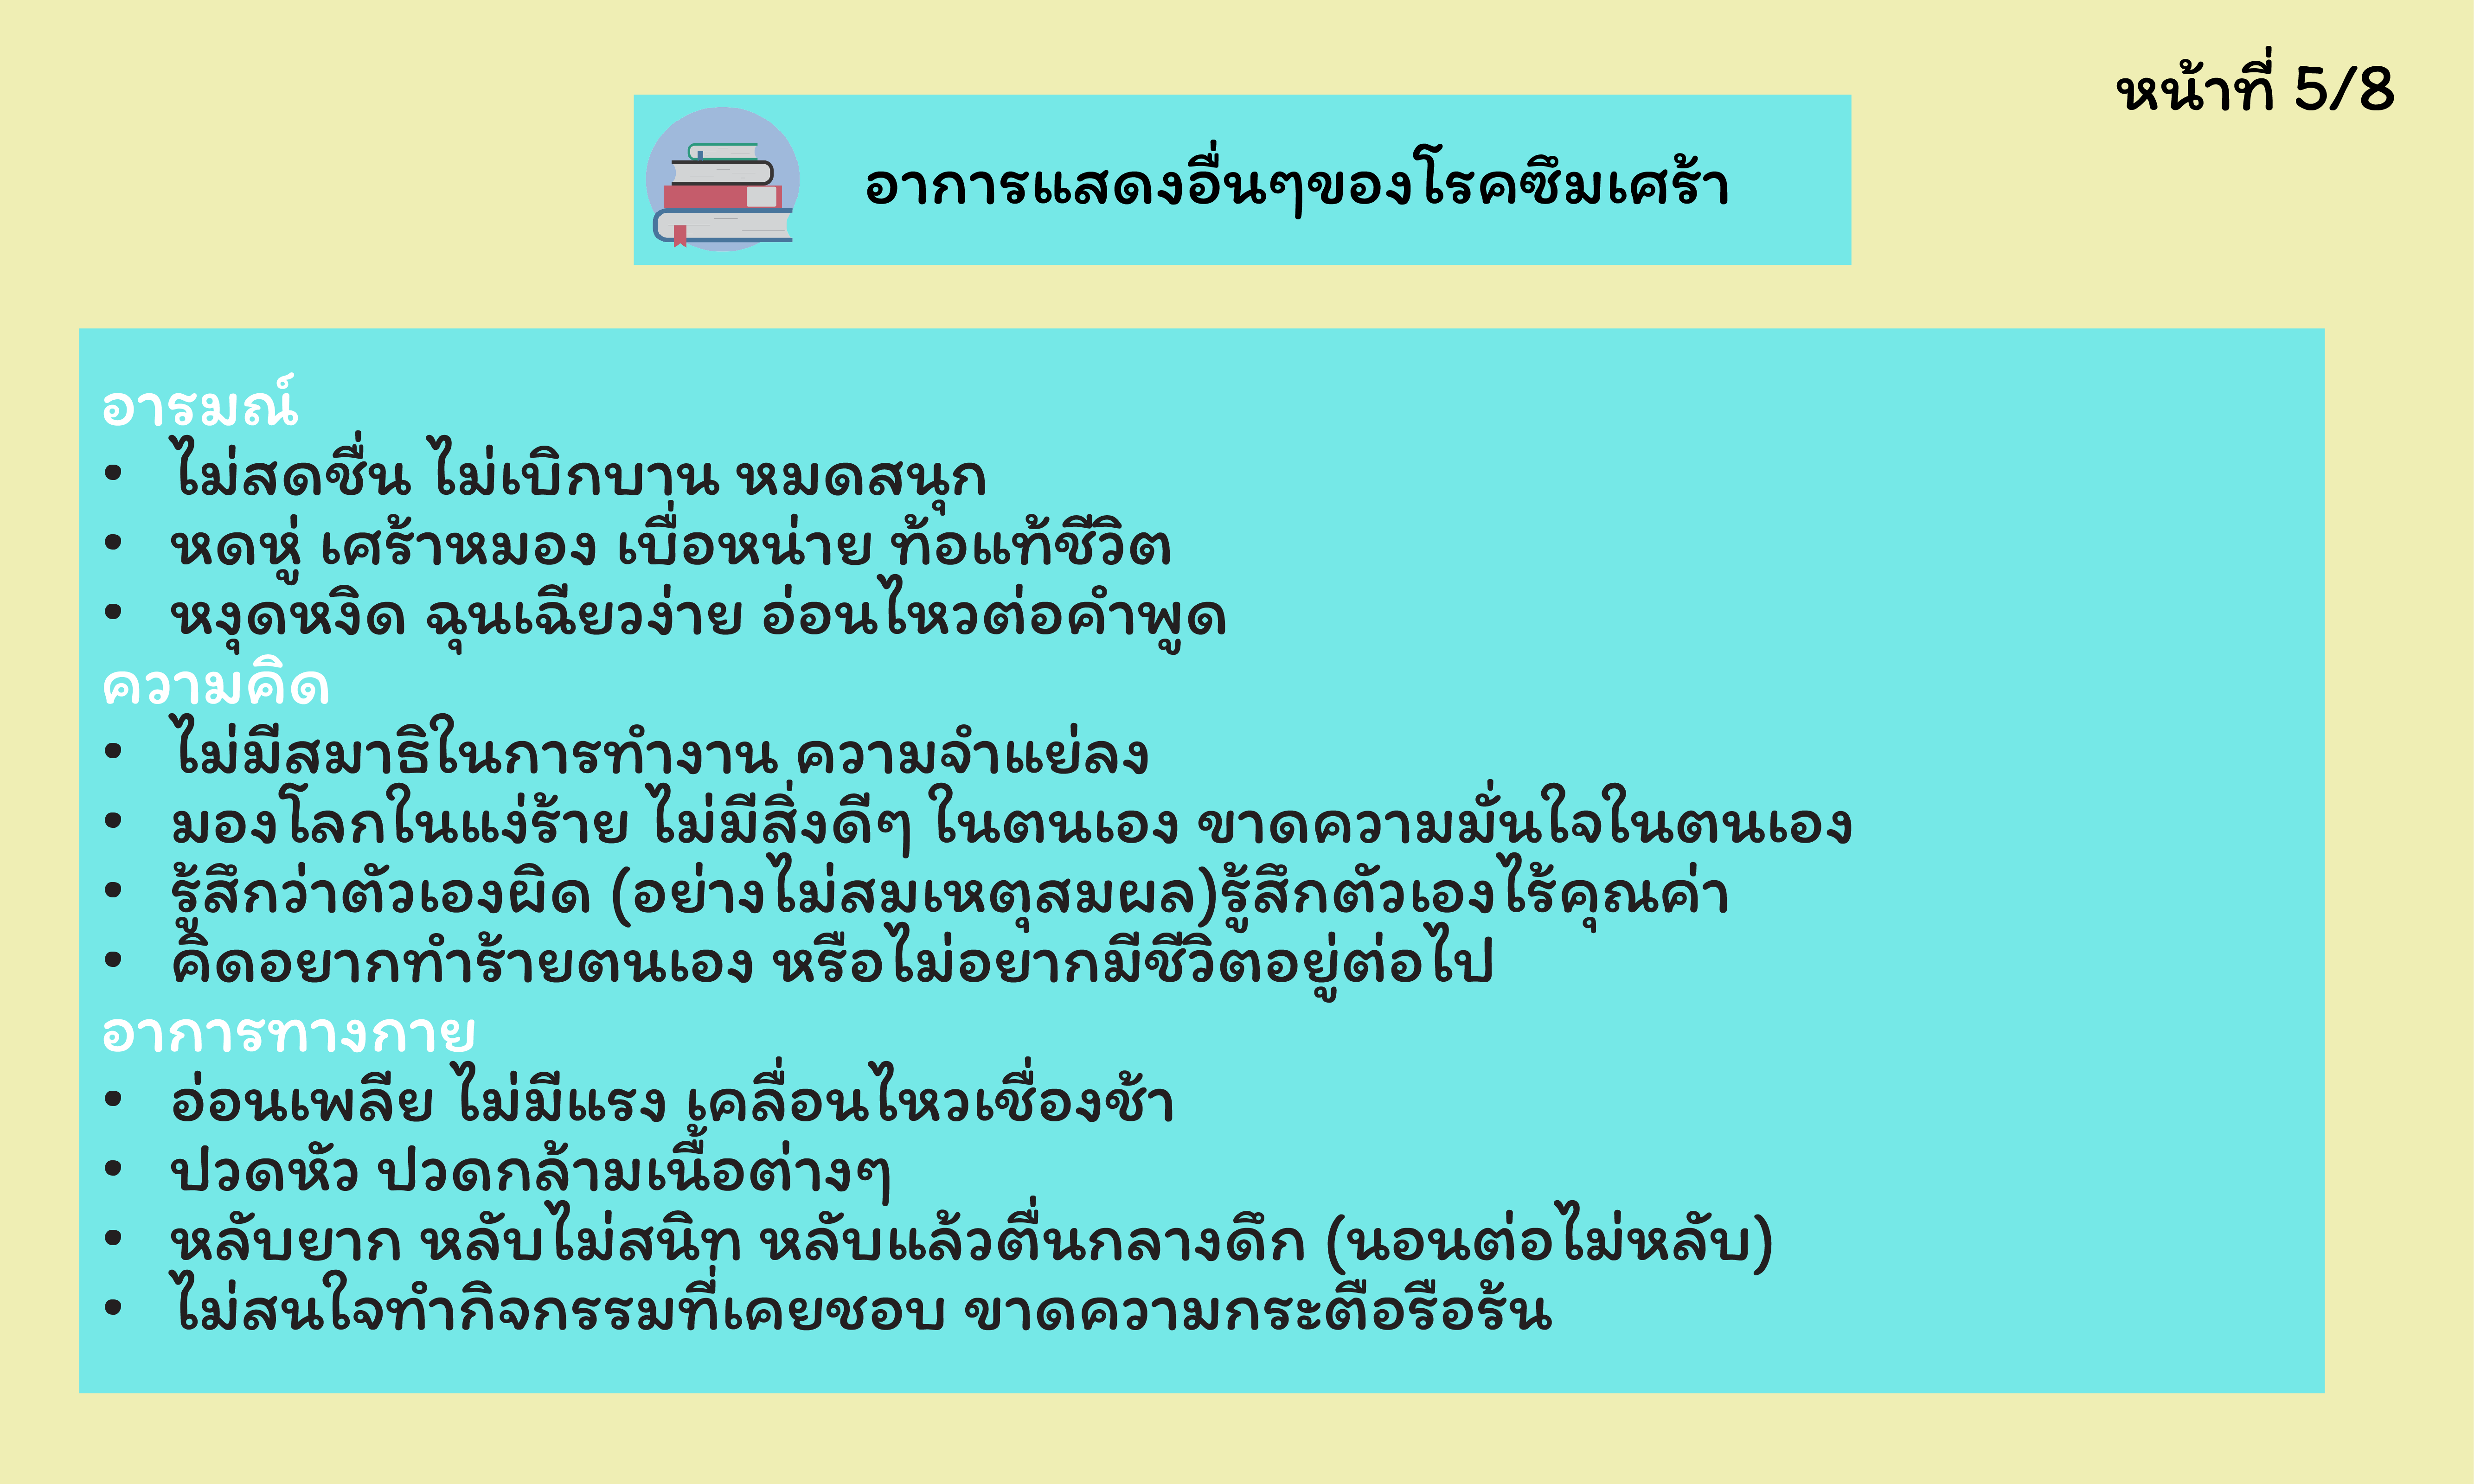 หน้าที่ 5/8
อาการแสดงอื่นๆของโรคซึมเศร้า
อารมณ์
• ไม่สดชื่น ไม่เบิกบาน หมดสนุก
• หดหู่ เศร้าหมอง เบื่อหน่าย ท้อแท้ชีวิต
• หงุดหงิด ฉุนเฉียวง่าย อ่อนไหวต่อคำพูด
ความคิด
• ไม่มีสมาธิในการทำงาน ความจำแย่ลง
• มองโลกในแง่ร้าย ไม่มีสิ่งดีๆ ในตนเอง ขาดความมั่นใจในตนเอง
• รู้สึกว่าตัวเองผิด (อย่างไม่สมเหตุสมผล)รู้สึกตัวเองไร้คุณค่า
• คิดอยากทำร้ายตนเอง หรือไม่อยากมีชีวิตอยู่ต่อไป
อาการทางกาย
• อ่อนเพลีย ไม่มีแรง เคลื่อนไหวเชื่องช้า
• ปวดหัว ปวดกล้ามเนื้อต่างๆ
• หลับยาก หลับไม่สนิท หลับแล้วตื่นกลางดึก (นอนต่อไม่หลับ)
• ไม่สนใจทำกิจกรรมที่เคยชอบ ขาดความกระตือรือร้น